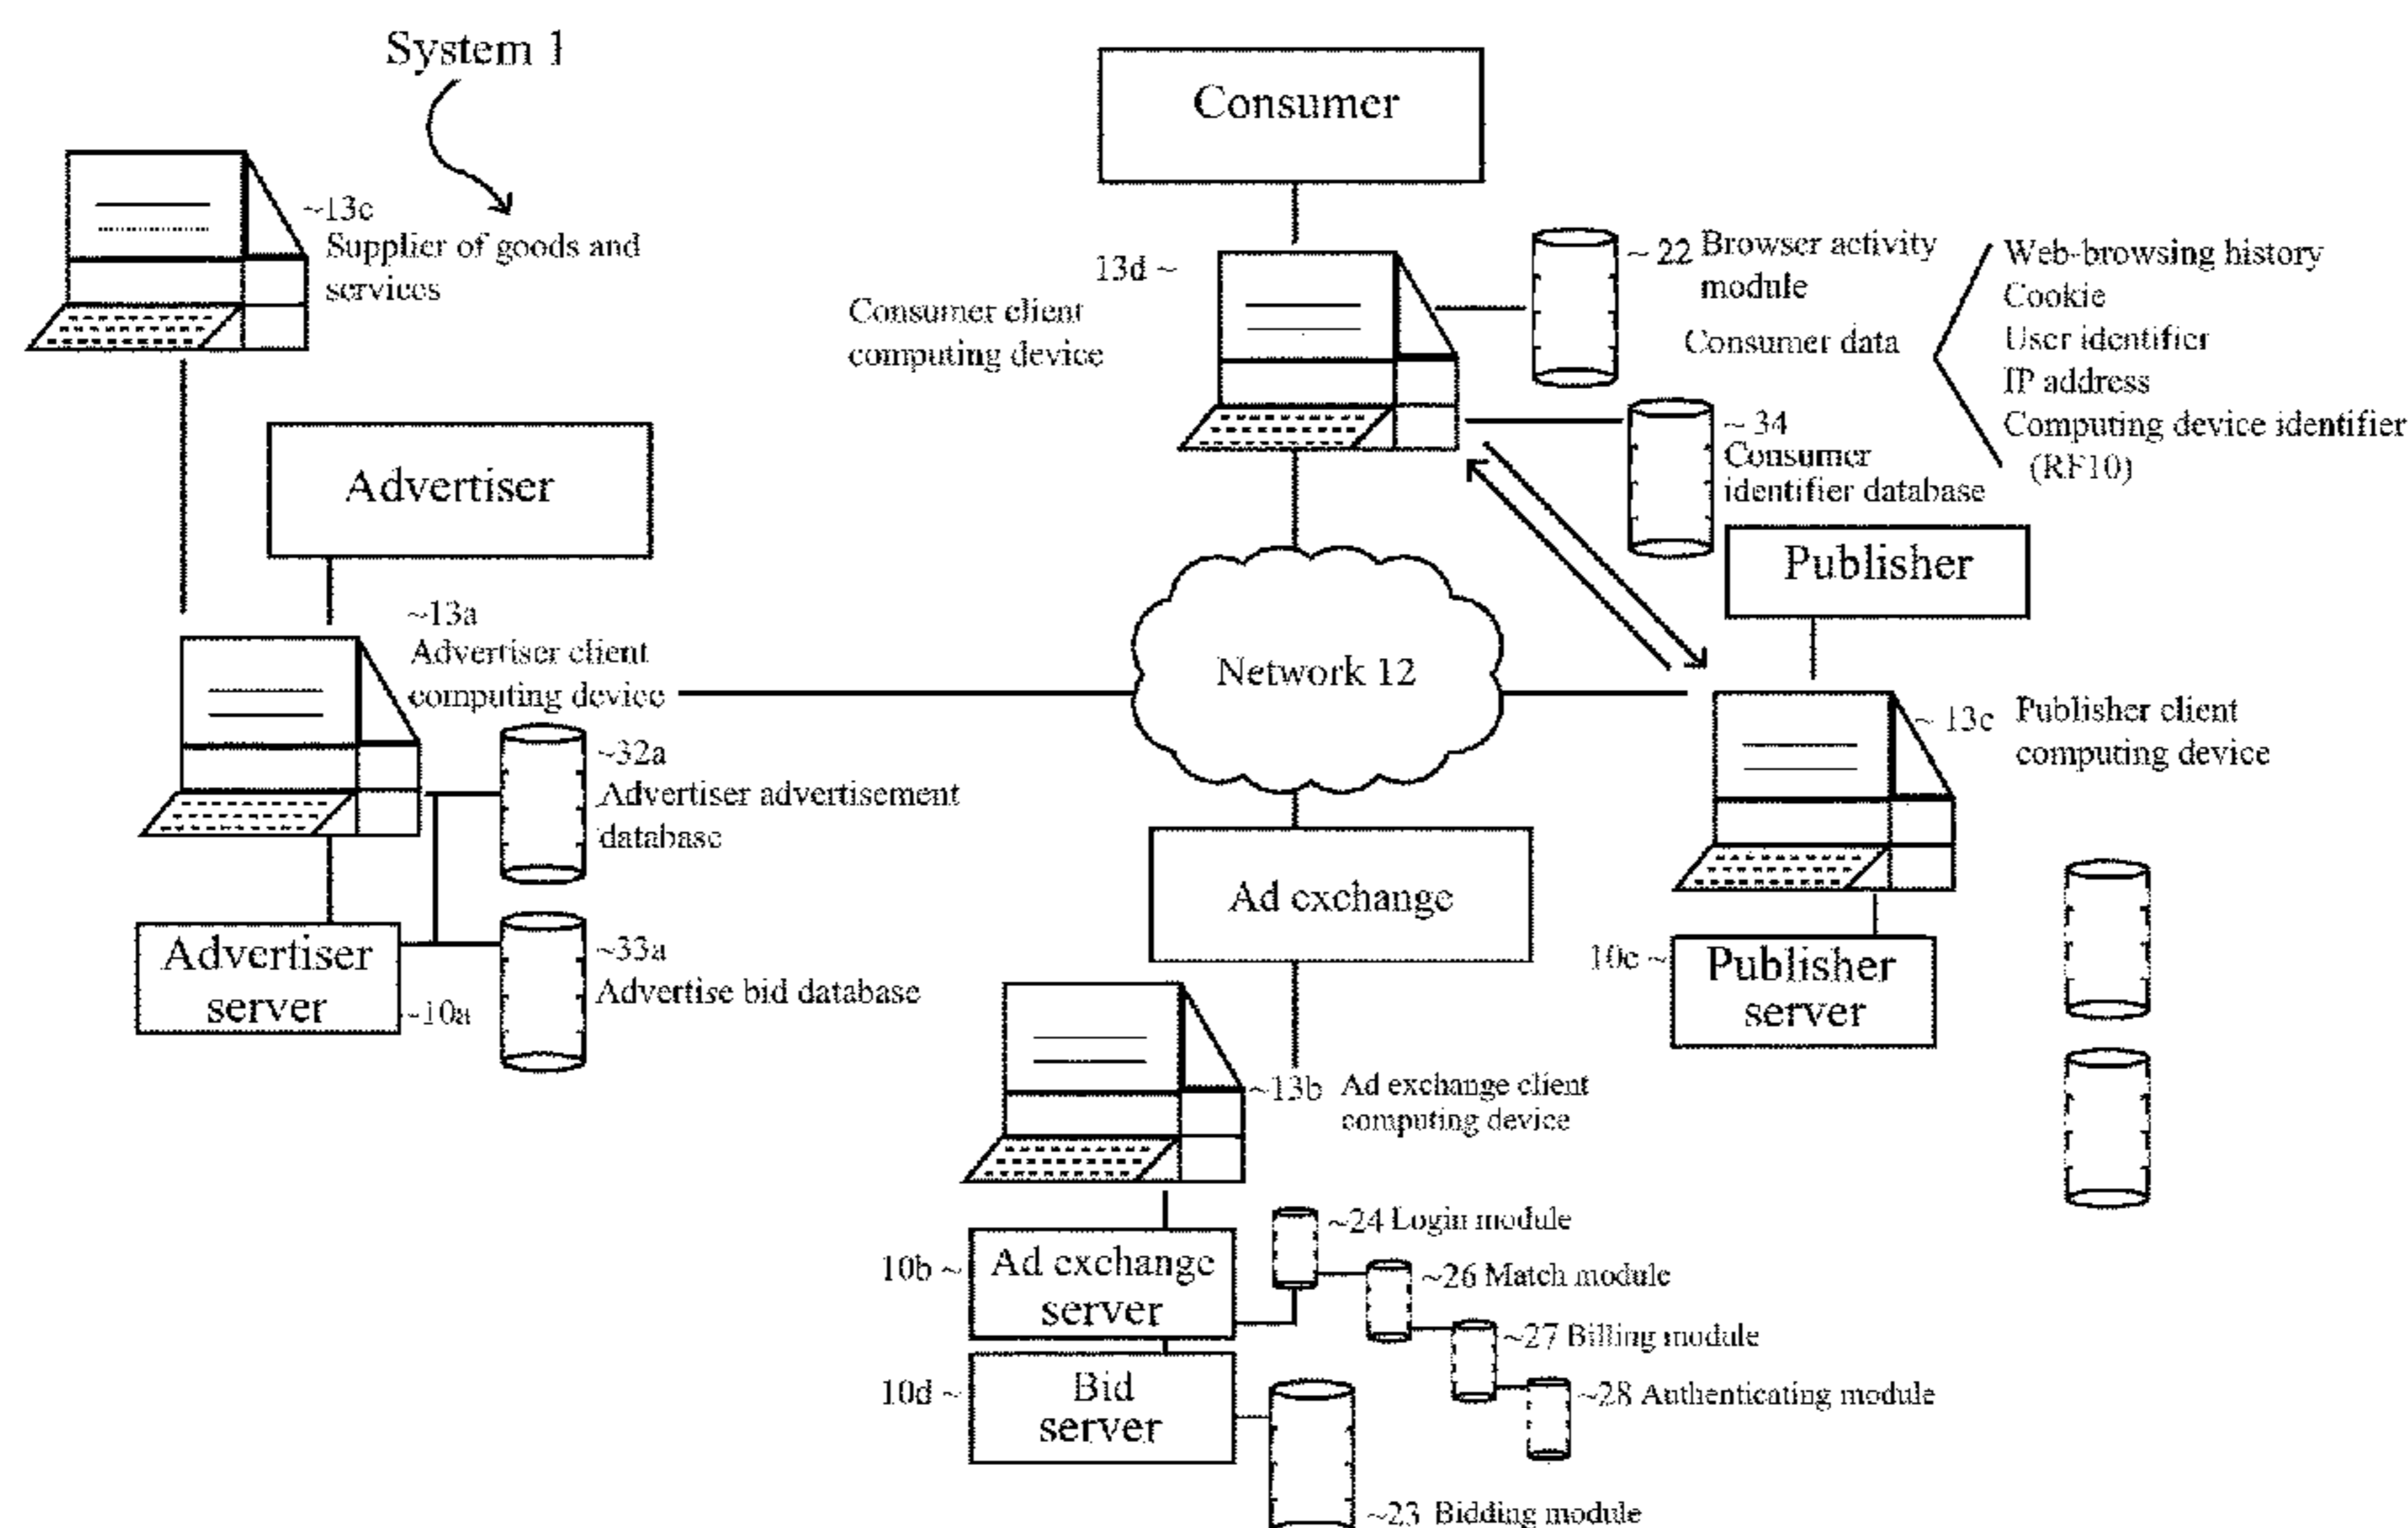 System 1
~13c
Supplier of goods and
services
Consumer
13d ~
Consumer client
computing device
~ 22 Browser activity
module
Consumer data
Web-browsing history
Cookie
User identifier
IP address
Computing device identifier
(RF10)
~ 34
Consumer
identifier database
Advertiser
~13a
Advertiser client
computing device
~32a
Advertiser advertisement
database
Advertiser
server
~10a
~33a
Advertise bid database
Network 12
Publisher
~ 13c Publisher client
computing device
10c ~
Publisher
server
Ad exchange
~13b Ad exchange client
computing device
10b ~
Ad exchange
server
~24 Login module
~26 Match module
~27 Billing module
~28 Authenticating module
10d ~
Bid
server
~23 Bidding module